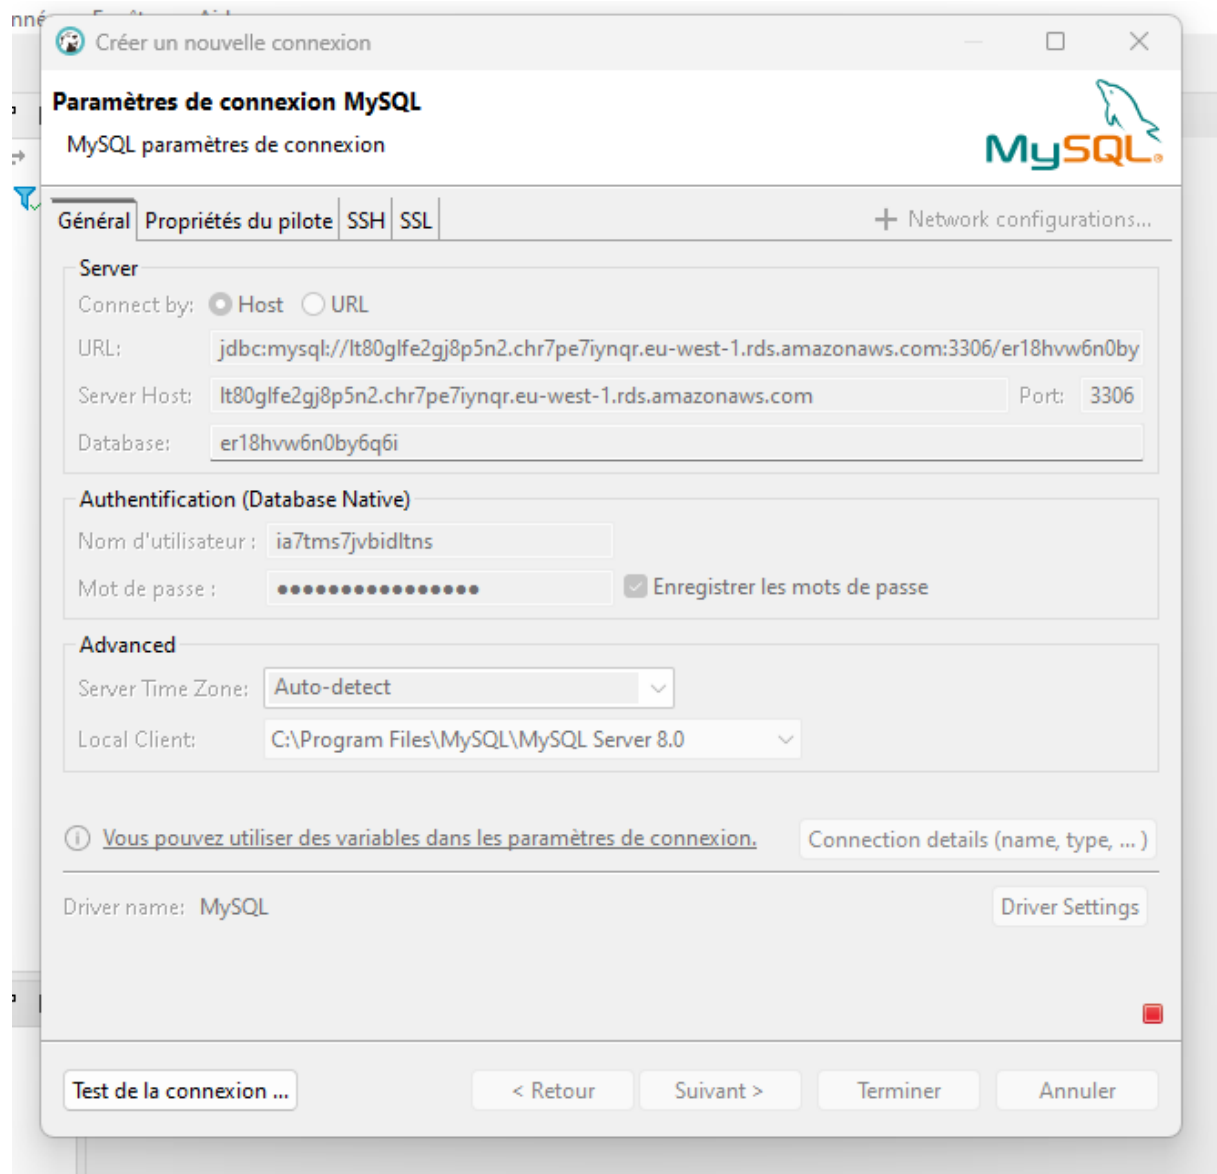 Créer un nouvelle connexion
Paramètres de connexion MySQL
MySQL paramètres de connexion
MySQL
Général Propriétés du pilote SSH SSL
Network configurations...
Server
Connect by: Host URL
URL: jdbc:mysql://lt80glfe2gj8p5n2.chr7pe7iynqr.eu-west-1.rds.amazonaws.com:3306/er18hvw6n0by
Server Host: lt80glfe2gj8p5n2.chr7pe7iynqr.eu-west-1.rds.amazonaws.com Port: 3306
Database: er18hvw6n0by6q6i
Authentification (Database Native)
Nom d'utilisateur : ia7tms7jvbidltns
Mot de passe : •••••••••••••••• Enregistrer les mots de passe
Advanced
Server Time Zone: Auto-detect
Local Client: C:\Program Files\MySQL\MySQL Server 8.0
Vous pouvez utiliser des variables dans les paramètres de connexion.
Connection details (name, type, ... )
Driver name: MySQL
Driver Settings
Test de la connexion ... < Retour Suivant > Terminer Annuler